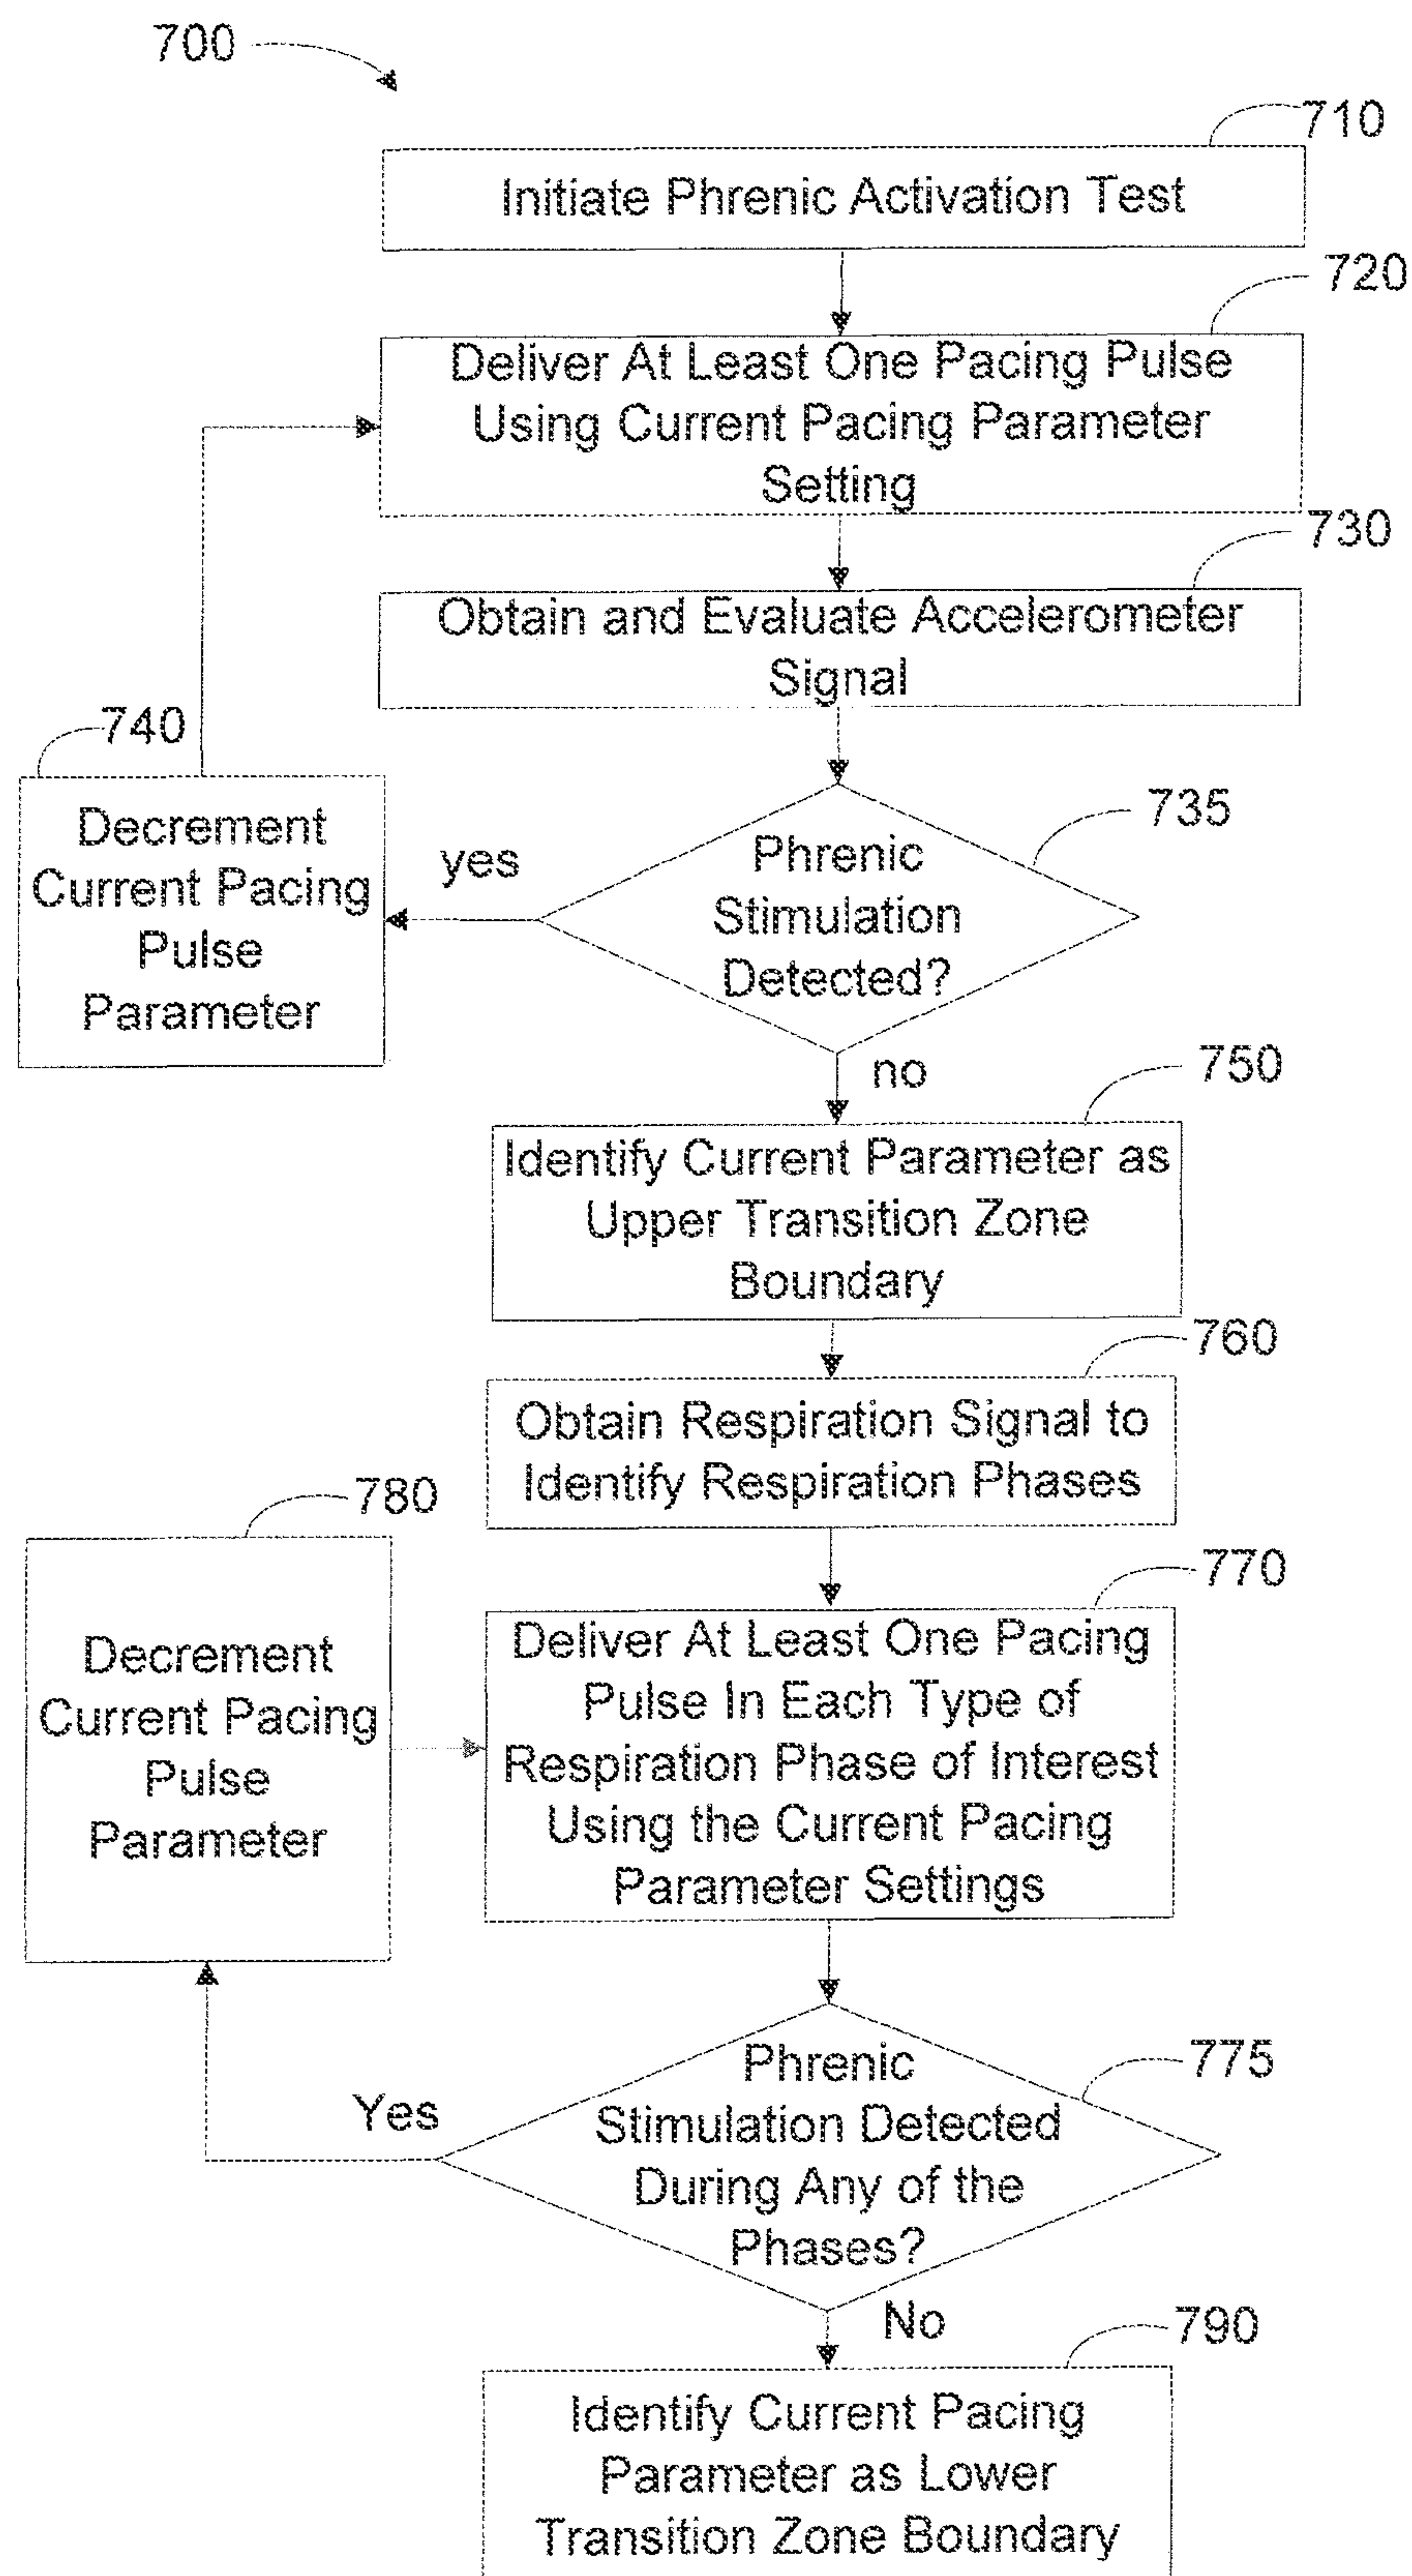 700
710
Initiate Phrenic Activation Test
720
Deliver At Least One Pacing Pulse
Using Current Pacing Parameter
Setting
730
Obtain and Evaluate Accelerometer
Signal
740
Decrement
Current Pacing
Pulse
Parameter
yes
735
Phrenic
Stimulation
Detected?
no
750
Identify Current Parameter as
Upper Transition Zone
Boundary
760
Obtain Respiration Signal to
Identify Respiration Phases
780
Decrement
Current Pacing
Pulse
Parameter
770
Deliver At Least One Pacing
Pulse In Each Type of
Respiration Phase of Interest
Using the Current Pacing
Parameter Settings
Yes
775
Phrenic
Stimulation Detected
During Any of the
Phases?
No
790
Identify Current Pacing
Parameter as Lower
Transition Zone Boundary